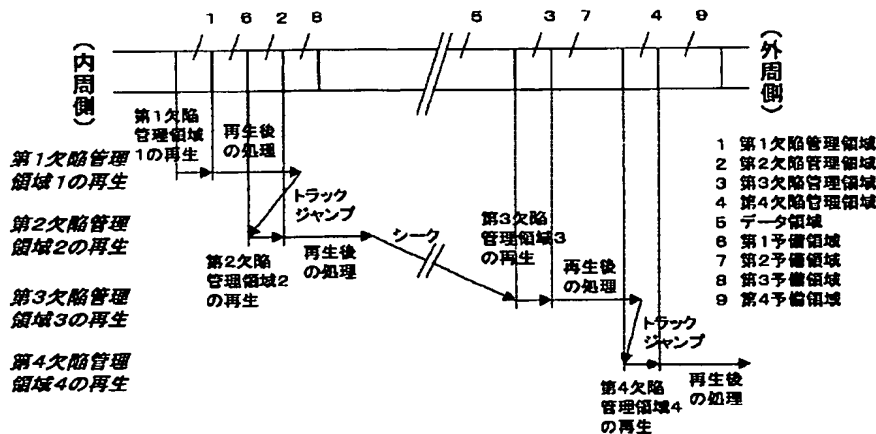 1 6 2 8 5 3 7 4 9
(内周側)
(外周側)
第1欠陥
管理領域
1の再生
再生後
の処理
第1欠陥管理
領域1の再生
トラック
ジャンプ
第2欠陥管理
領域2の再生
第2欠陥
管理領域2
の再生
再生後
の処理
シーク
第3欠陥
管理領域3
の再生
再生後
の処理
第3欠陥管理
領域3の再生
トラック
ジャンプ
第4欠陥管理
領域4の再生
第4欠陥
管理領域4
の再生
再生後
の処理
1 第1欠陥管理領域
2 第2欠陥管理領域
3 第3欠陥管理領域
4 第4欠陥管理領域
5 データ領域
6 第1予備領域
7 第2予備領域
8 第3予備領域
9 第4予備領域